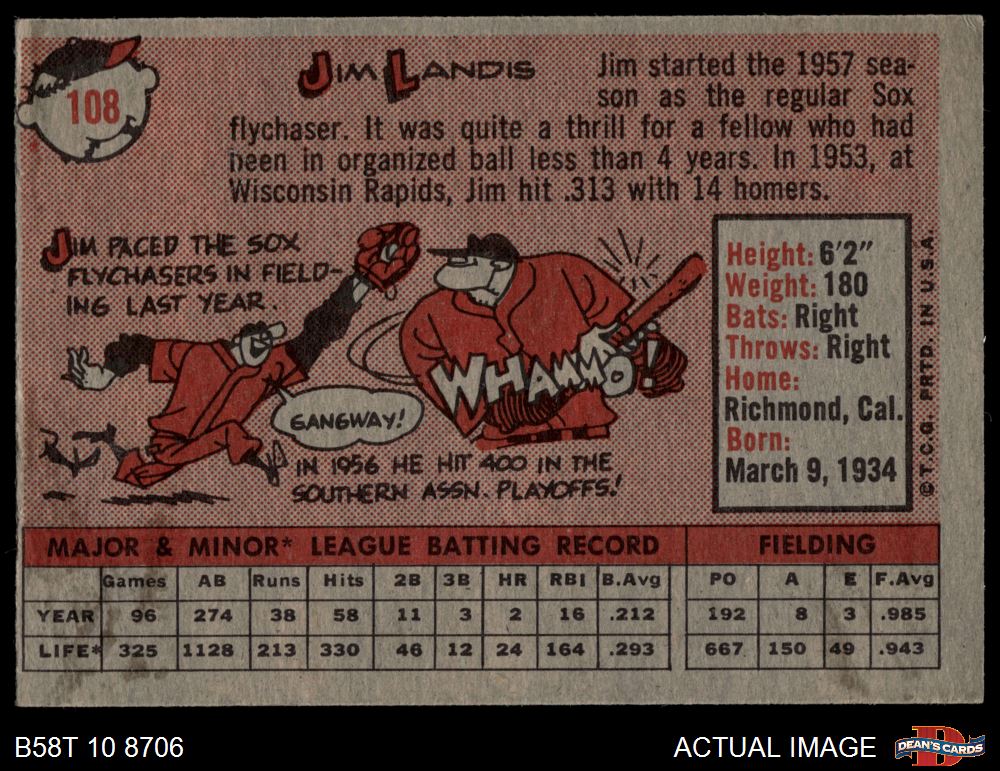 108
JIM LANDIS
Jim started the 1957 sea-
son as the regular Sox
flychaser. It was quite a thrill for a fellow who had
been in organized ball less than 4 years. In 1953, at
Wisconsin Rapids, Jim hit .313 with 14 homers.
JIM PACED THE SOX
FLYCHASERS IN FIELD-
ING LAST YEAR.
GANGWAY!
WHAMMO!
IN 1956 HE HIT 400 IN THE
SOUTHERN ASSN. PLAYOFFS!
Height: 6'2"
Weight: 180
Bats: Right
Throws: Right
Home:
Richmond, Cal.
Born:
March 9, 1934
© T.C.G. PRTD. IN U.S.A.
MAJOR & MINOR* LEAGUE BATTING RECORD FIELDING
Games AB Runs Hits 2B 3B HR RBI B.Avg PO A E F.Avg
YEAR 96 274 38 58 11 3 2 16 .212 192 8 3 .985
LIFE* 325 1128 213 330 46 12 24 164 .293 667 150 49 .943
B58T 10 8706
ACTUAL IMAGE
D
DEAN'S CARDS